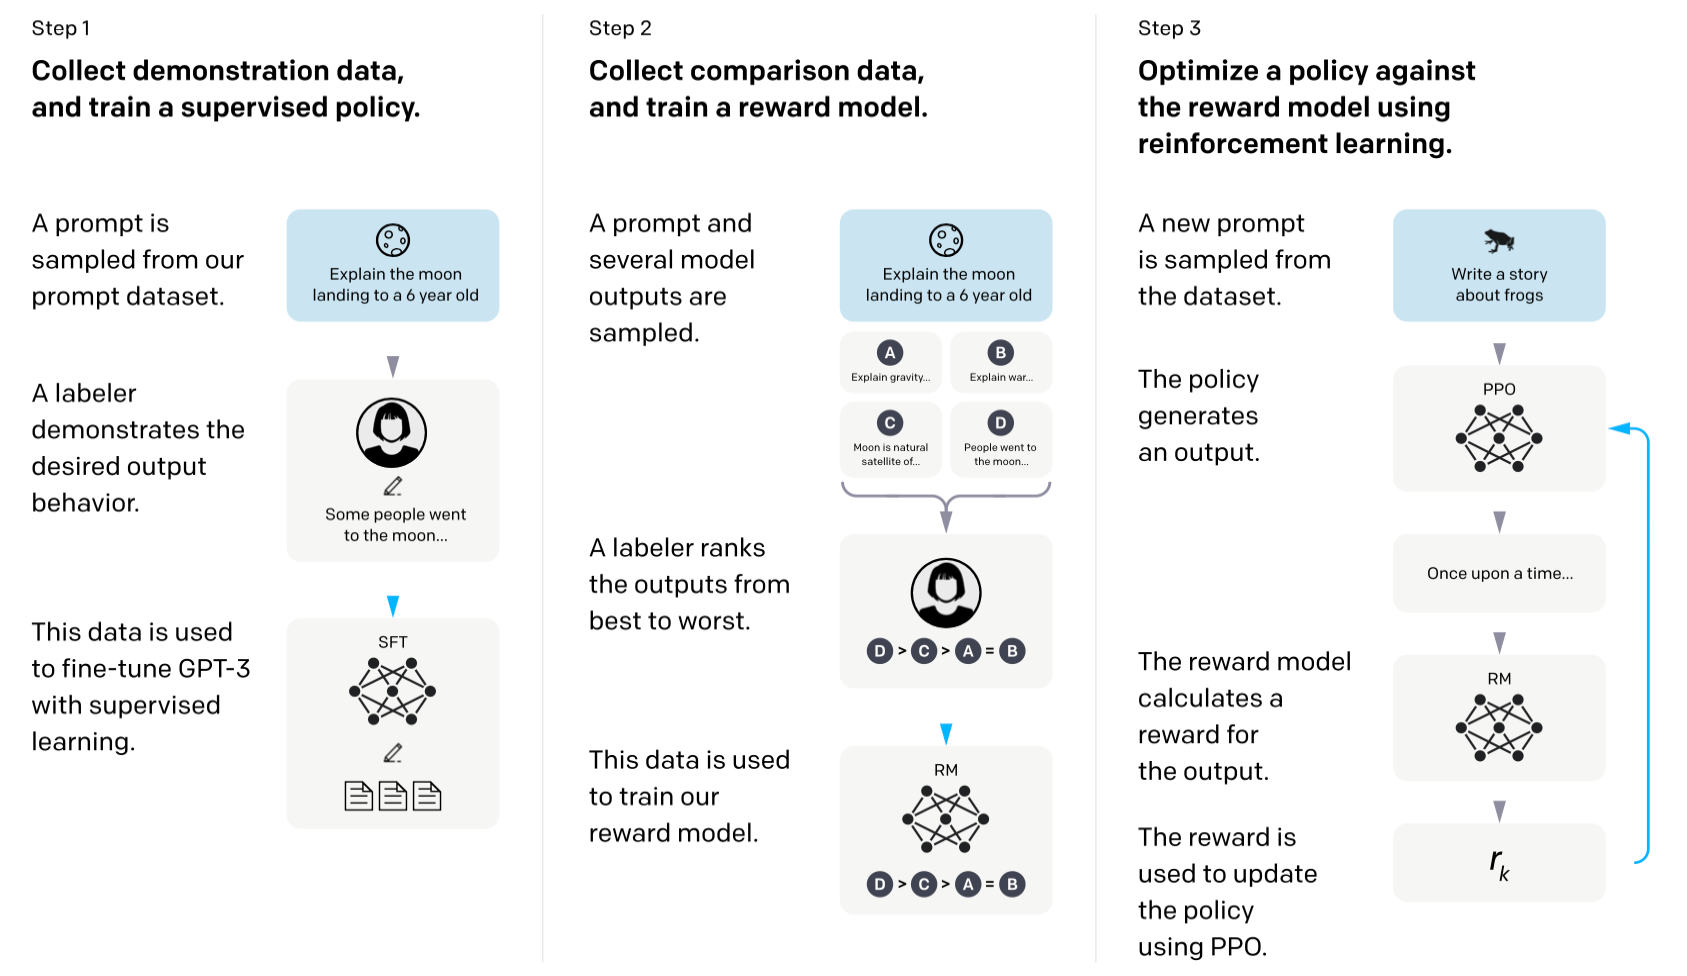 Step 1
Collect demonstration data,
and train a supervised policy.
A prompt is
sampled from our
prompt dataset.
Explain the moon
landing to a 6 year old
A labeler
demonstrates the
desired output
behavior.
Some people went
to the moon...
This data is used
to fine-tune GPT-3
with supervised
learning.
SFT
Step 2
Collect comparison data,
and train a reward model.
A prompt and
several model
outputs are
sampled.
Explain the moon
landing to a 6 year old
A
Explain gravity...
B
Explain war...
C
Moon is natural
satellite of...
D
People went to
the moon...
A labeler ranks
the outputs from
best to worst.
D > C > A = B
This data is used
to train our
reward model.
RM
D > C > A = B
Step 3
Optimize a policy against
the reward model using
reinforcement learning.
A new prompt
is sampled from
the dataset.
Write a story
about frogs
The policy
generates
an output.
PPO
Once upon a time...
The reward model
calculates a
reward for
the output.
RM
The reward is
used to update
the policy
using PPO.
r_k